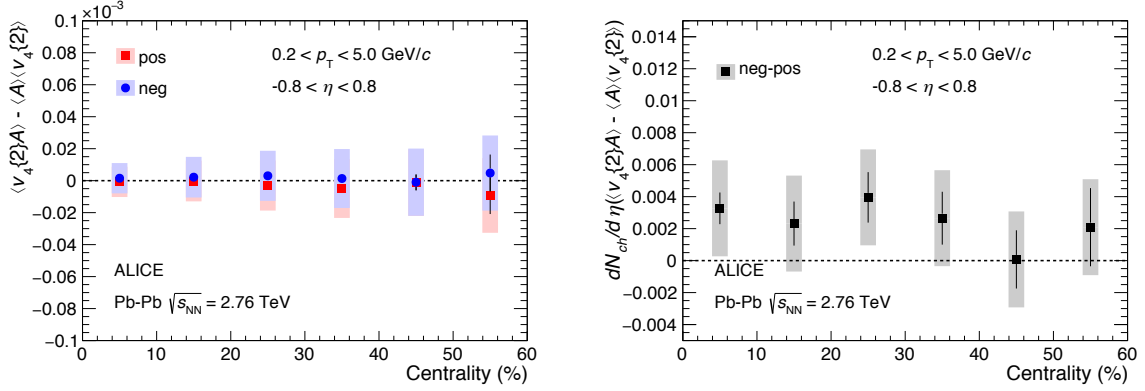 ×10⁻³
⟨v₄{2}A⟩ - ⟨A⟩⟨v₄{2}⟩
0.1
0.08
0.06
0.04
0.02
0
−0.02
−0.04
−0.06
−0.08
−0.1
pos
neg
0.2 < p_T < 5.0 GeV/c
-0.8 < η < 0.8
ALICE
Pb-Pb √s_NN = 2.76 TeV
0 10 20 30 40 50 60
Centrality (%)
dN_ch/d η(⟨v₄{2}A⟩ - ⟨A⟩⟨v₄{2}⟩)
0.014
0.012
0.01
0.008
0.006
0.004
0.002
0
−0.002
−0.004
neg-pos
0.2 < p_T < 5.0 GeV/c
-0.8 < η < 0.8
ALICE
Pb-Pb √s_NN = 2.76 TeV
0 10 20 30 40 50 60
Centrality (%)